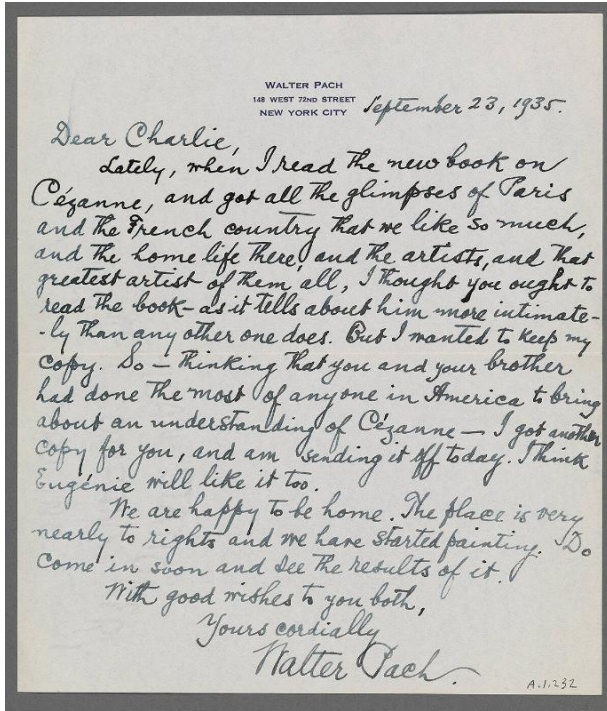 WALTER PACH
148 WEST 72ND STREET
NEW YORK CITY
September 23, 1935.
Dear Charlie,
Lately, when I read the new book on
Cézanne, and got all the glimpses of Paris
and the French country that we like so much,
and the home life there, and the artists, and that
greatest artist of them all, I thought you ought to
read the book – as it tells about him more intimate-
-ly than any other one does. But I wanted to keep my
copy. So – thinking that you and your brother
had done the most of anyone in America to bring
about an understanding of Cézanne – I got another
copy for you, and am sending it off today. I think
Eugénie will like it too.
We are happy to be home. The place is very
nearly to rights and we have started painting. Do
come in soon and see the results of it.
With good wishes to you both,
Yours cordially
Walter Pach.
A.1.232